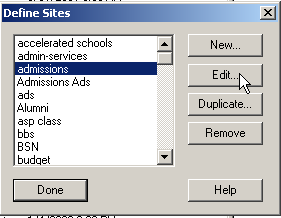 Define Sites
accelerated schools
admin-services
admissions
Admissions Ads
ads
Alumni
asp class
bbs
BSN
budget
New...
Edit...
Duplicate...
Remove
Done
Help